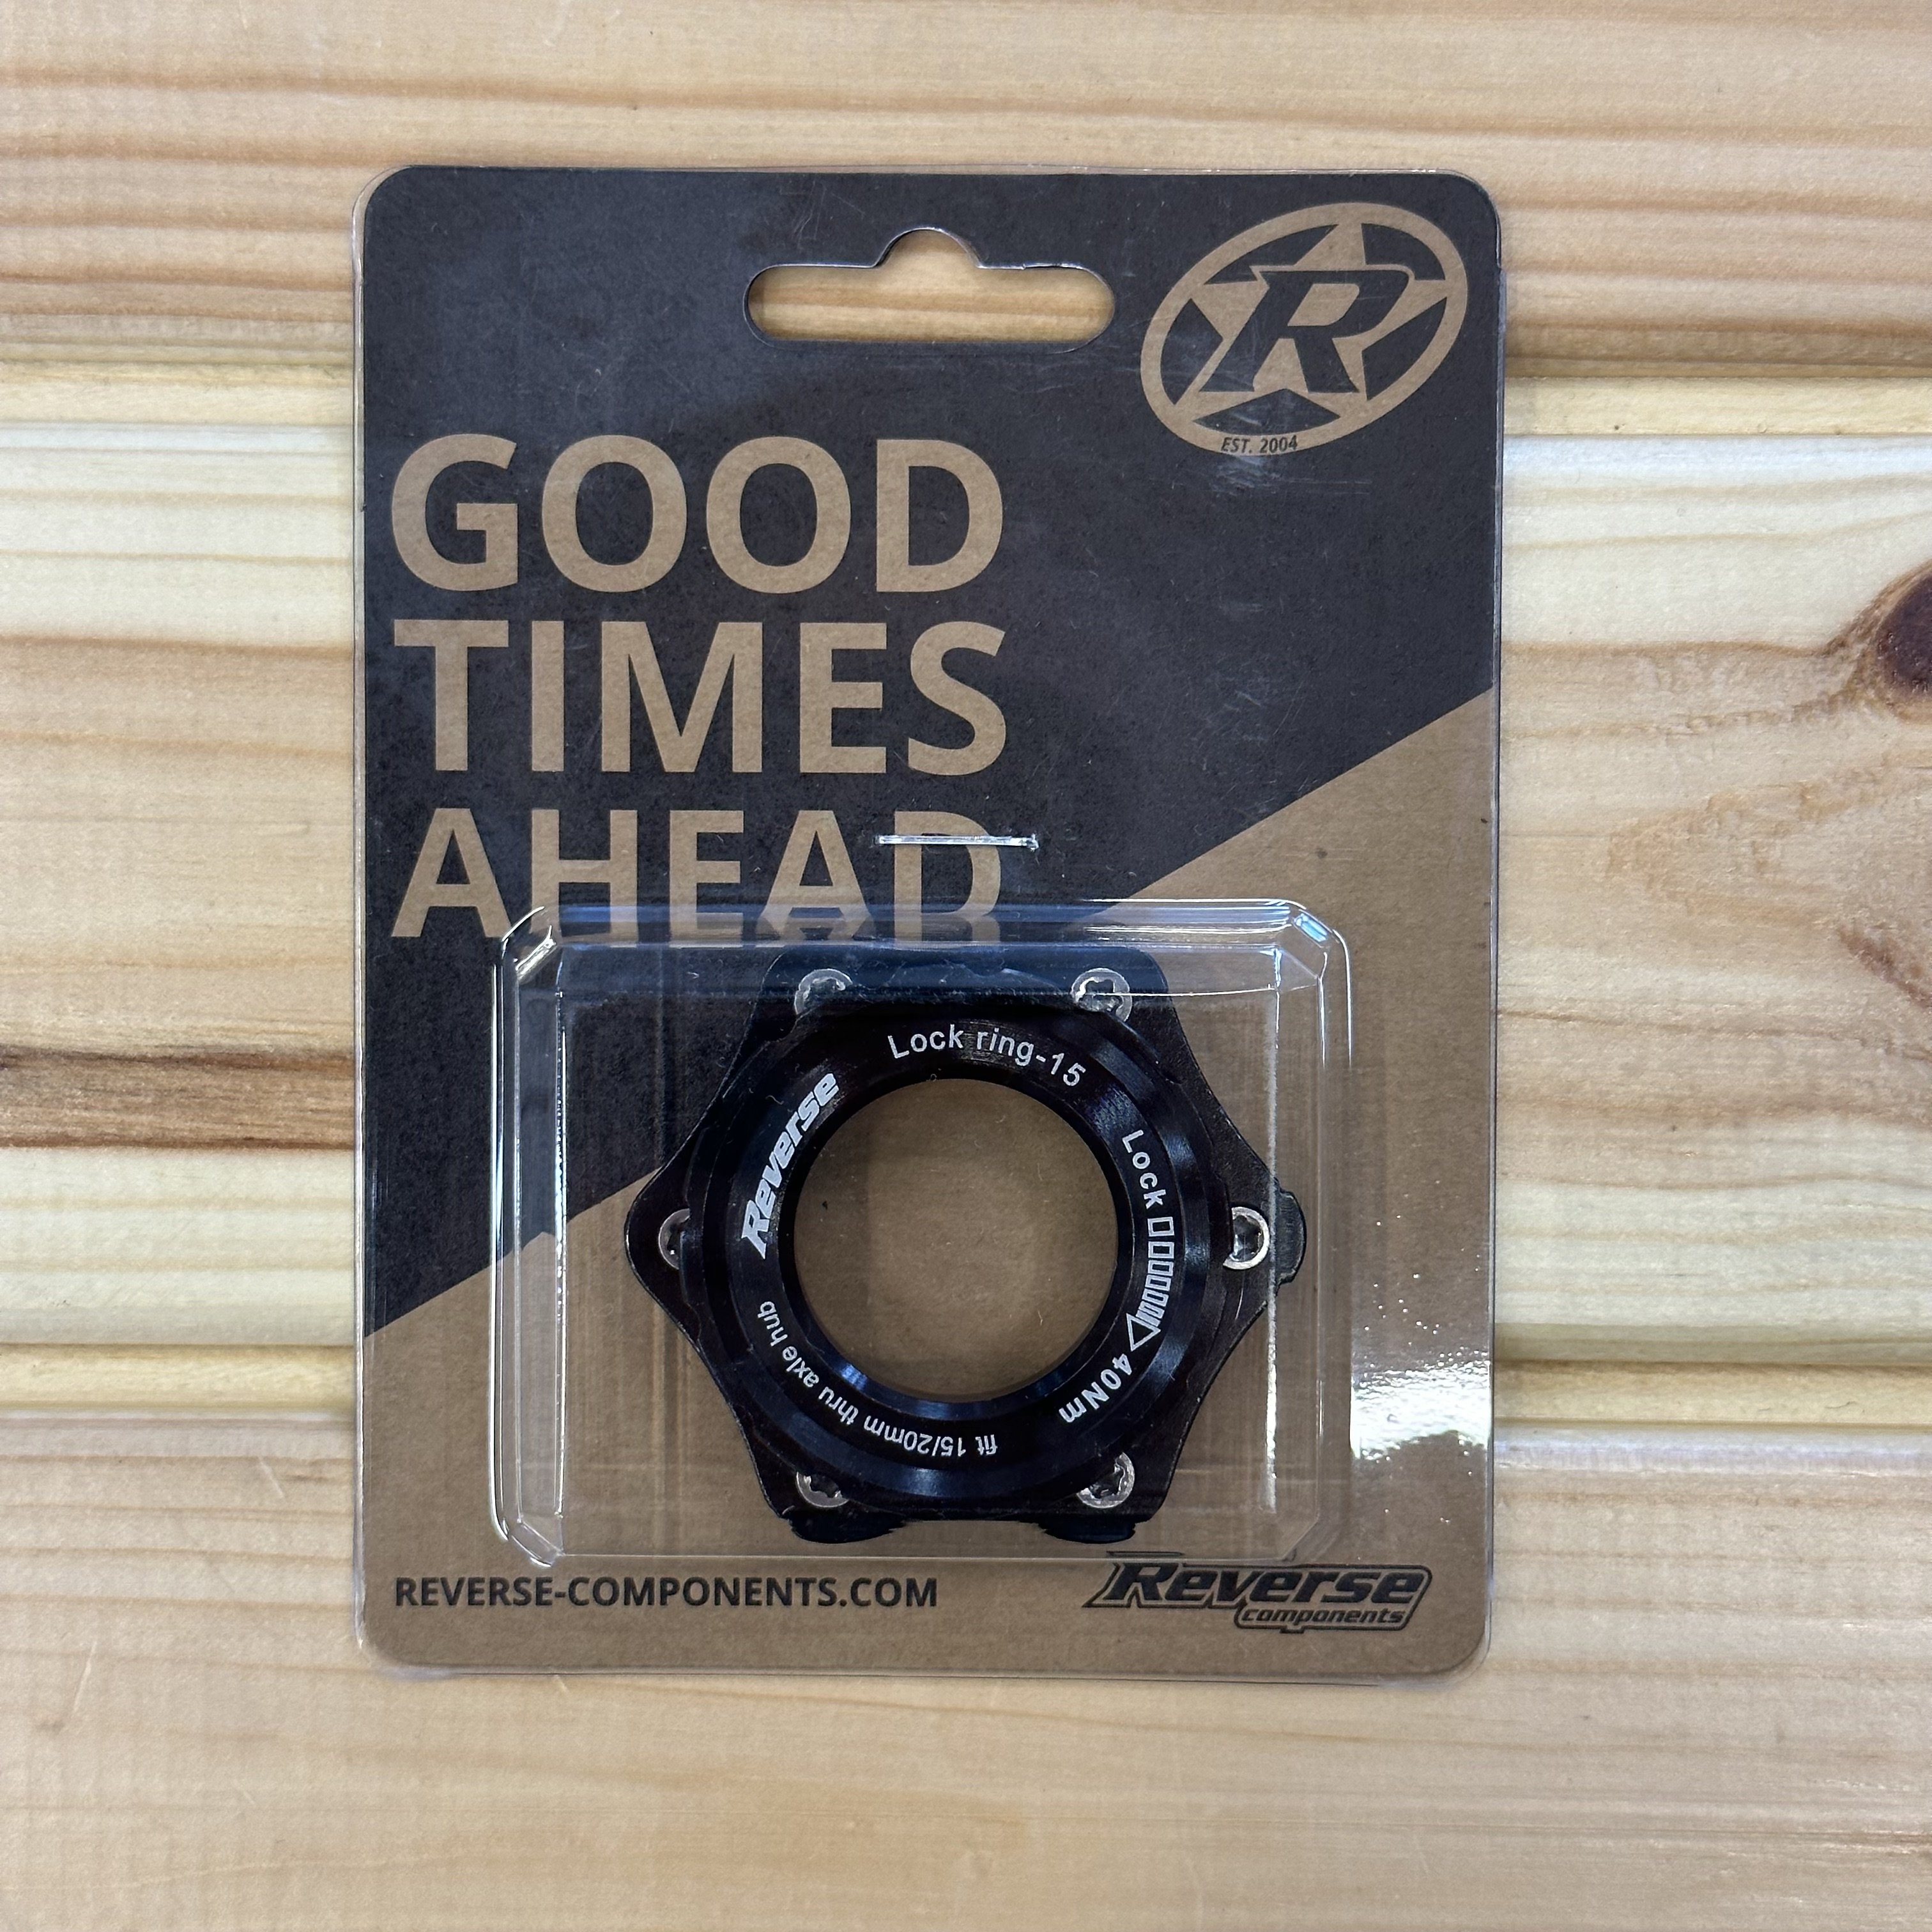 R
EST. 2004
GOOD
TIMES
AHEAD
Lock ring-15
Reverse
Lock
40Nm
fit 15/20mm thru axle hub
REVERSE-COMPONENTS.COM
Reverse
components